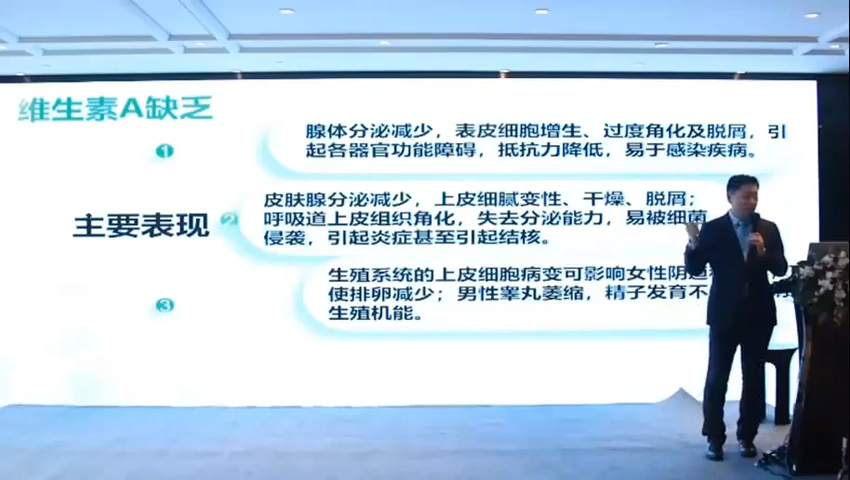 维生素A缺乏
主要表现
1
腺体分泌减少，表皮细胞增生、过度角化及脱屑，引
起各器官功能障碍，抵抗力降低，易于感染疾病。
2
皮肤腺分泌减少，上皮细腻变性、干燥、脱屑；
呼吸道上皮组织角化，失去分泌能力，易被细菌
侵袭，引起炎症甚至引起结核。
3
生殖系统的上皮细胞病变可影响女性阴道
使排卵减少；男性睾丸萎缩，精子发育不
生殖机能。